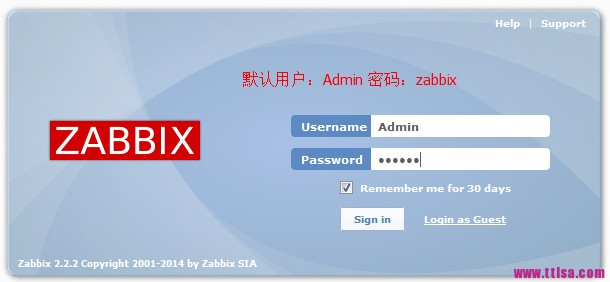 Help | Support
默认用户：Admin 密码：zabbix
ZABBIX
Username Admin
Password ••••••
Remember me for 30 days
Sign in Login as Guest
Zabbix 2.2.2 Copyright 2001-2014 by Zabbix SIA
www.ttlsa.com